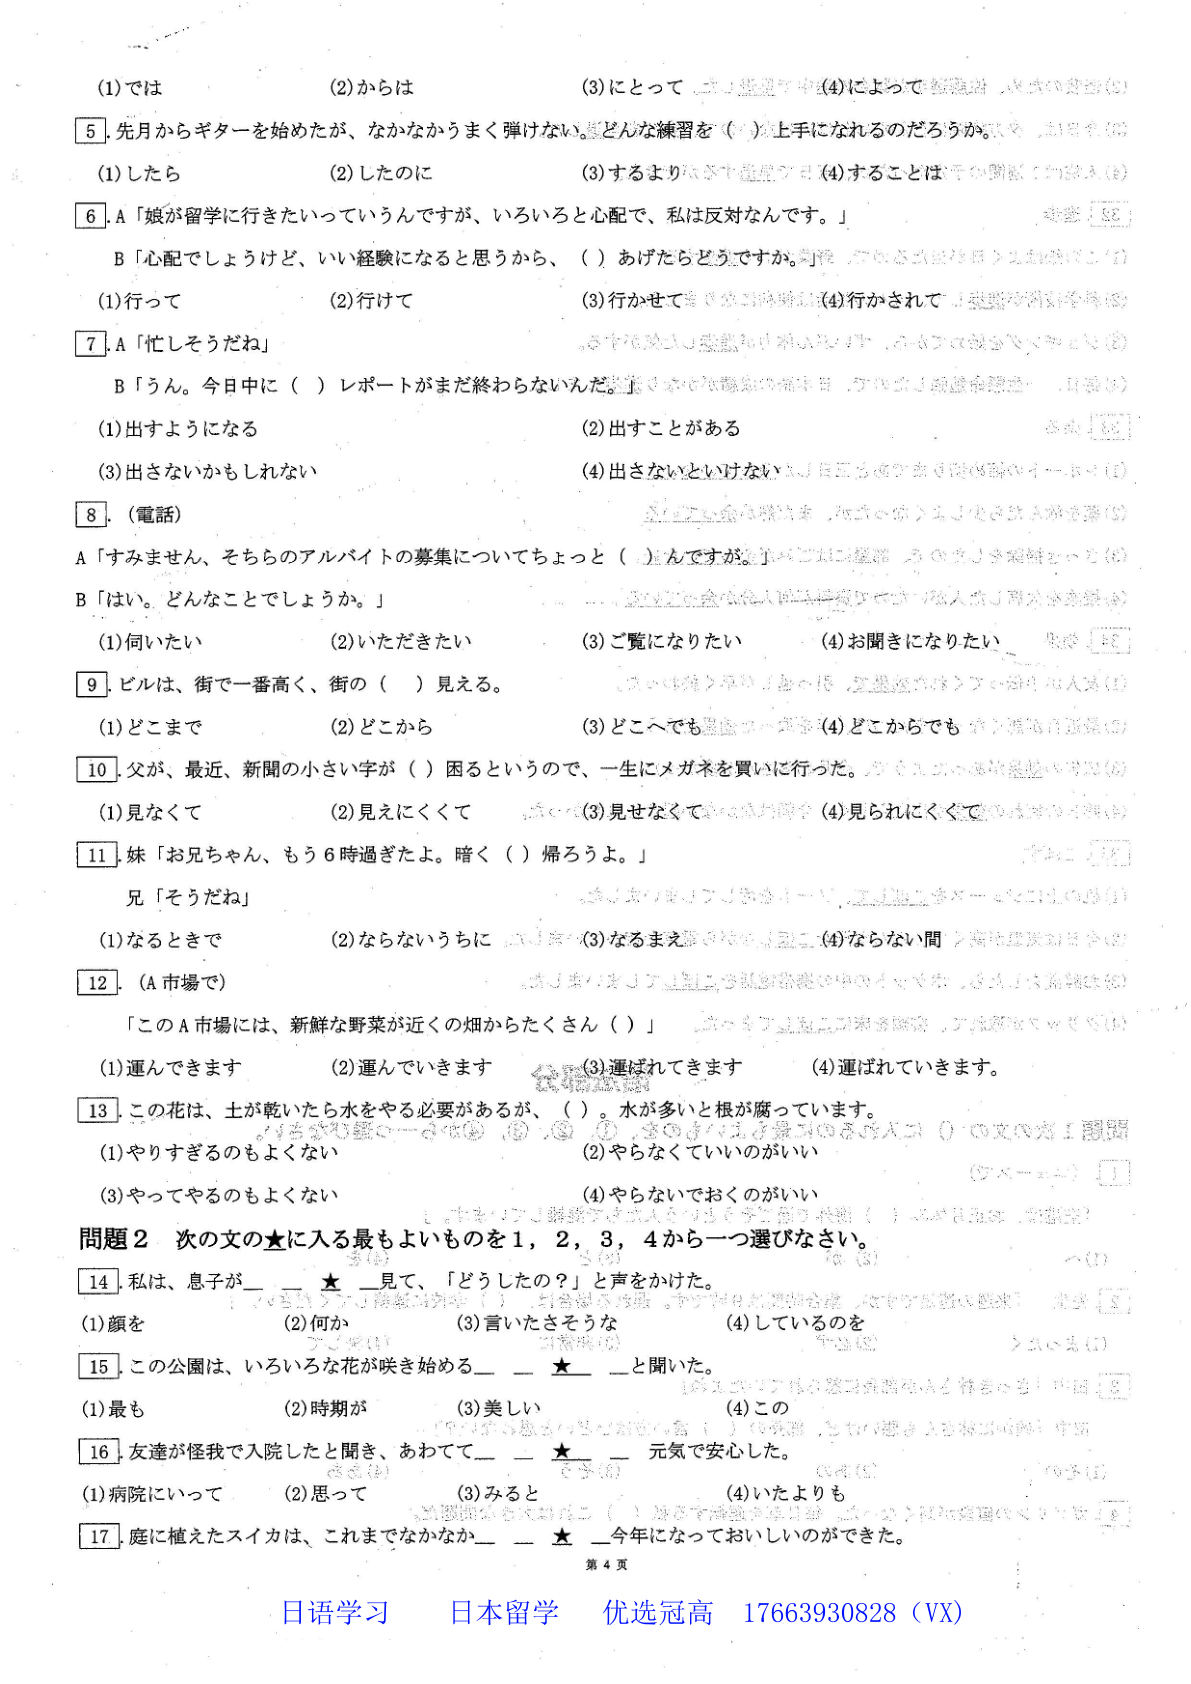 (1)では (2)からは (3)にとって (4)によって
5.先月からギターを始めたが、なかなかうまく弾けない。どんな練習を（ ）上手になれるのだろうか。
(1)したら (2)したのに (3)するより (4)することは
6.A「娘が留学に行きたいっていうんですが、いろいろと心配で、私は反対なんです。」
B「心配でしょうけど、いい経験になると思うから、（ ）あげたらどうですか。」
(1)行って (2)行けて (3)行かせて (4)行かされて
7.A「忙しそうだね」
B「うん。今日中に（ ）レポートがまだ終わらないんだ。」
(1)出すようになる (2)出すことがある
(3)出さないかもしれない (4)出さないといけない
8.（電話）
A「すみません、そちらのアルバイトの募集についてちょっと（ ）んですが。」
B「はい。どんなことでしょうか。」
(1)伺いたい (2)いただきたい (3)ご覧になりたい (4)お聞きになりたい
9.ビルは、街で一番高く、街の（ ）見える。
(1)どこまで (2)どこから (3)どこへでも (4)どこからでも
10.父が、最近、新聞の小さい字が（ ）困るというので、一生にメガネを買いに行った。
(1)見なくて (2)見えにくくて (3)見せなくて (4)見られにくくて
11.妹「お兄ちゃん、もう６時過ぎたよ。暗く（ ）帰ろうよ。」
兄「そうだね」
(1)なるときで (2)ならないうちに (3)なるまえ (4)ならない間
12.（A 市場で）
「この A 市場には、新鮮な野菜が近くの畑からたくさん（ ）」
(1)運んできます (2)運んでいきます (3)運ばれてきます (4)運ばれていきます。
13.この花は、土が乾いたら水をやる必要があるが、（ ）。水が多いと根が腐っています。
(1)やりすぎるのもよくない (2)やらなくていいのがいい
(3)やってやるのもよくない (4)やらないでおくのがいい
問題２ 次の文の★に入る最もよいものを１，２，３，４から一つ選びなさい。
14.私は、息子が__ __ ★ __見て、「どうしたの？」と声をかけた。
(1)顔を (2)何か (3)言いたさそうな (4)しているのを
15.この公園は、いろいろな花が咲き始める__ __ ★ __と聞いた。
(1)最も (2)時期が (3)美しい (4)この
16.友達が怪我で入院したと聞き、あわてて__ __ ★ __ 元気で安心した。
(1)病院にいって (2)思って (3)みると (4)いたよりも
17.庭に植えたスイカは、これまでなかなか__ __ ★ __今年になっておいしいのができた。
第 4 页
日语学习 日本留学 优选冠高 17663930828（VX）